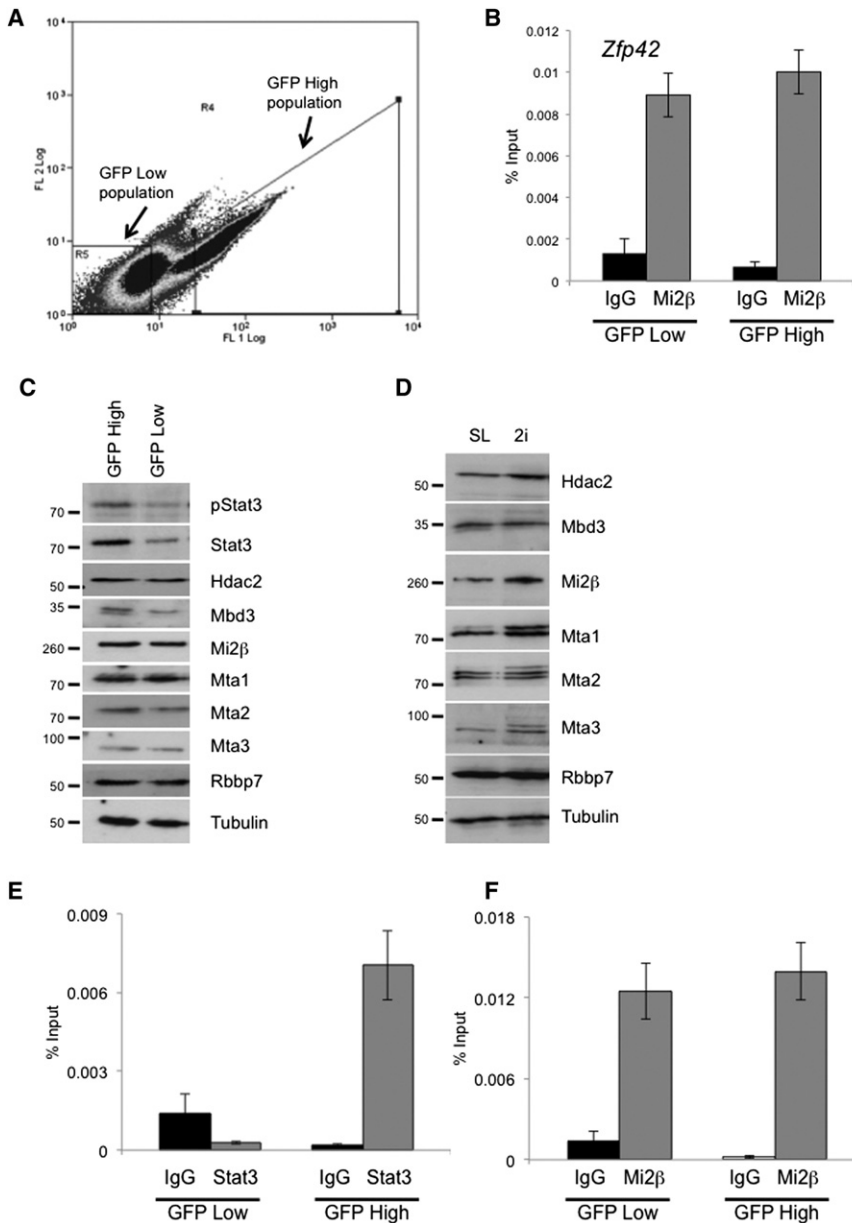 A
10⁴
10³
10²
10¹
10⁰
FL 2 Log
R4
R5
GFP High
population
GFP Low
population
10⁰ 10¹ 10² 10³ 10⁴
FL 1 Log
B
Zfp42
% Input
0.012
0.01
0.008
0.006
0.004
0.002
0
IgG Mi2β IgG Mi2β
GFP Low GFP High
C
GFP High
GFP Low
70 pStat3
70 Stat3
50 Hdac2
35 Mbd3
260 Mi2β
70 Mta1
70 Mta2
100 Mta3
50 Rbbp7
50 Tubulin
D
SL 2i
50 Hdac2
35 Mbd3
260 Mi2β
70 Mta1
70 Mta2
100 Mta3
50 Rbbp7
50 Tubulin
E
% Input
0.009
0.006
0.003
0
IgG Stat3 IgG Stat3
GFP Low GFP High
F
% Input
0.018
0.012
0.006
0
IgG Mi2β IgG Mi2β
GFP Low GFP High